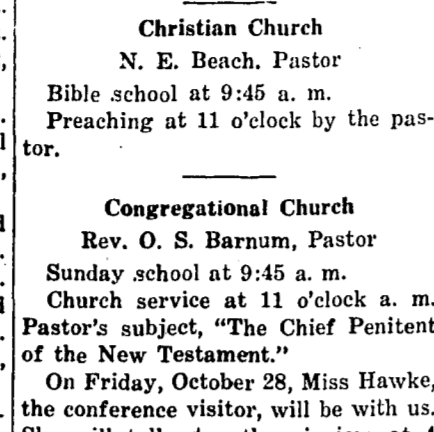 Christian Church
N. E. Beach. Pastor
Bible school at 9:45 a. m.
Preaching at 11 o'clock by the pas-
tor.
Congregational Church
Rev. O. S. Barnum, Pastor
Sunday school at 9:45 a. m.
Church service at 11 o'clock a. m.
Pastor's subject, "The Chief Penitent
of the New Testament."
On Friday, October 28, Miss Hawke,
the conference visitor, will be with us.